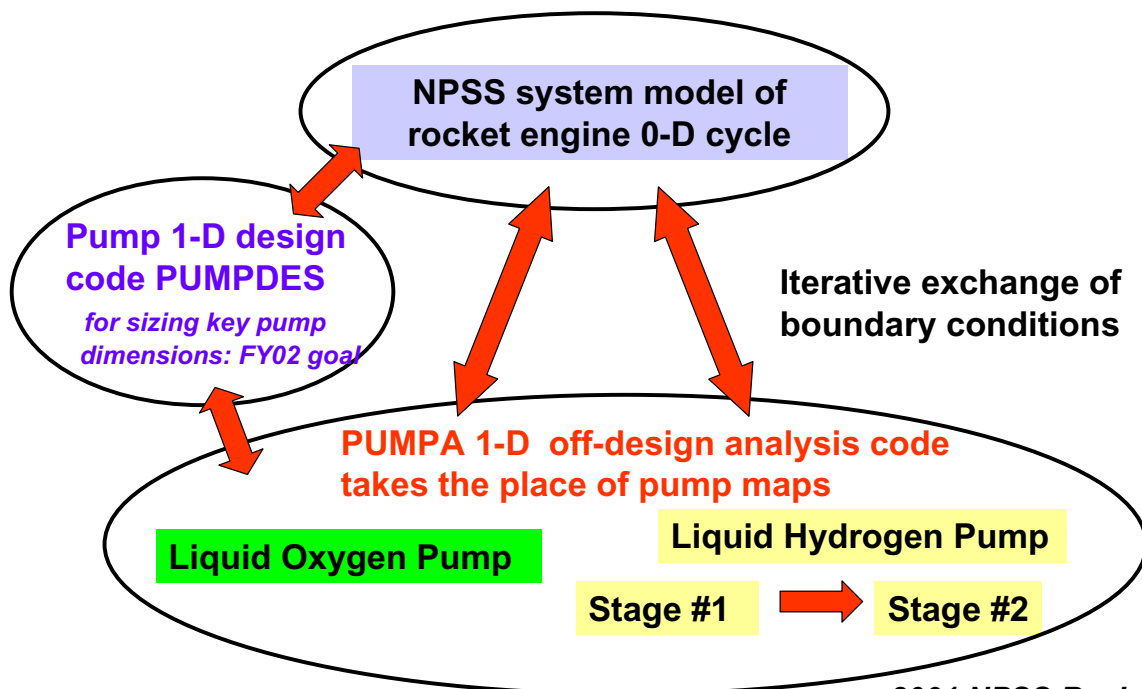 NPSS system model of
rocket engine 0-D cycle
Pump 1-D design
code PUMPDES
for sizing key pump
dimensions: FY02 goal
Iterative exchange of
boundary conditions
PUMPA 1-D off-design analysis code
takes the place of pump maps
Liquid Oxygen Pump
Liquid Hydrogen Pump
Stage #1
Stage #2
2001 NPSS